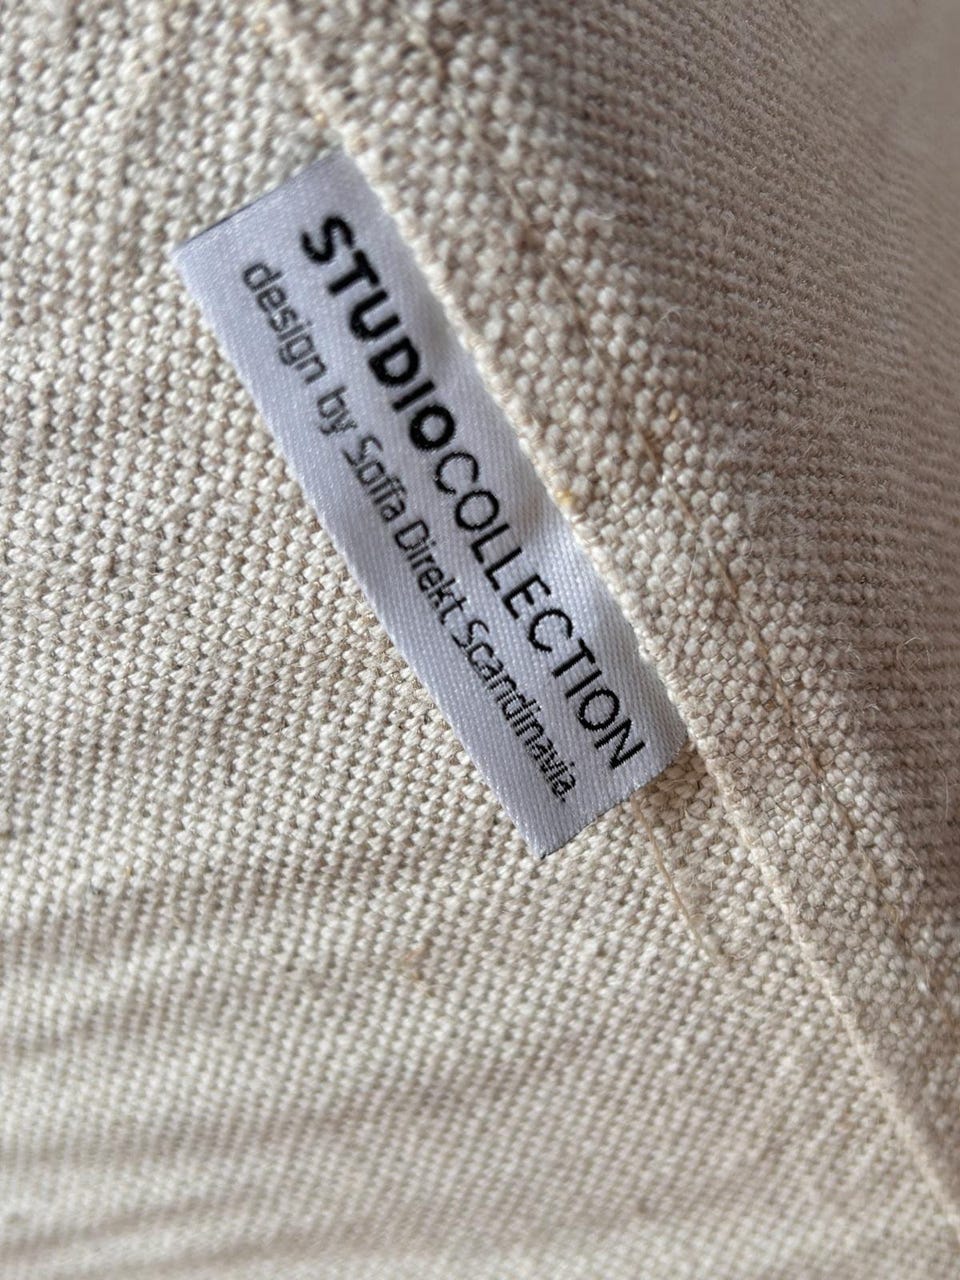 STUDIOCOLLECTION
design by Soffa Direkt Scandinavia.